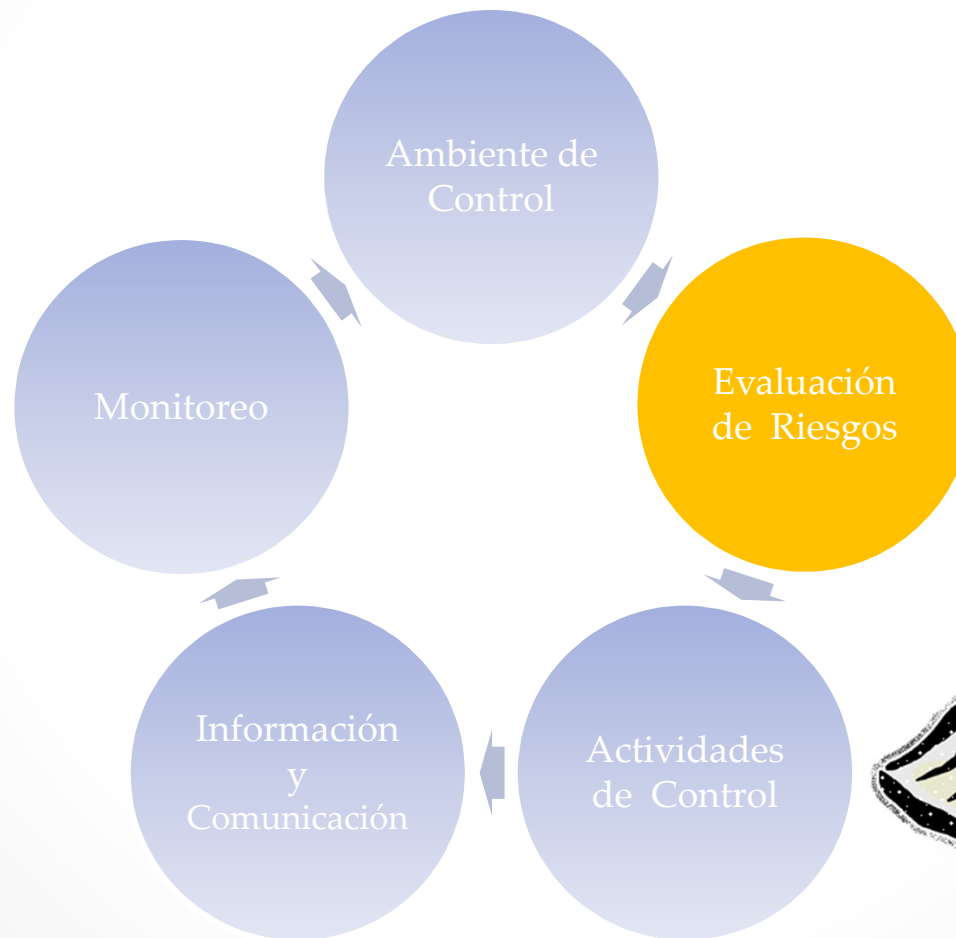 Ambiente de
Control
Evaluación
de Riesgos
Actividades
de Control
Información
y
Comunicación
Monitoreo